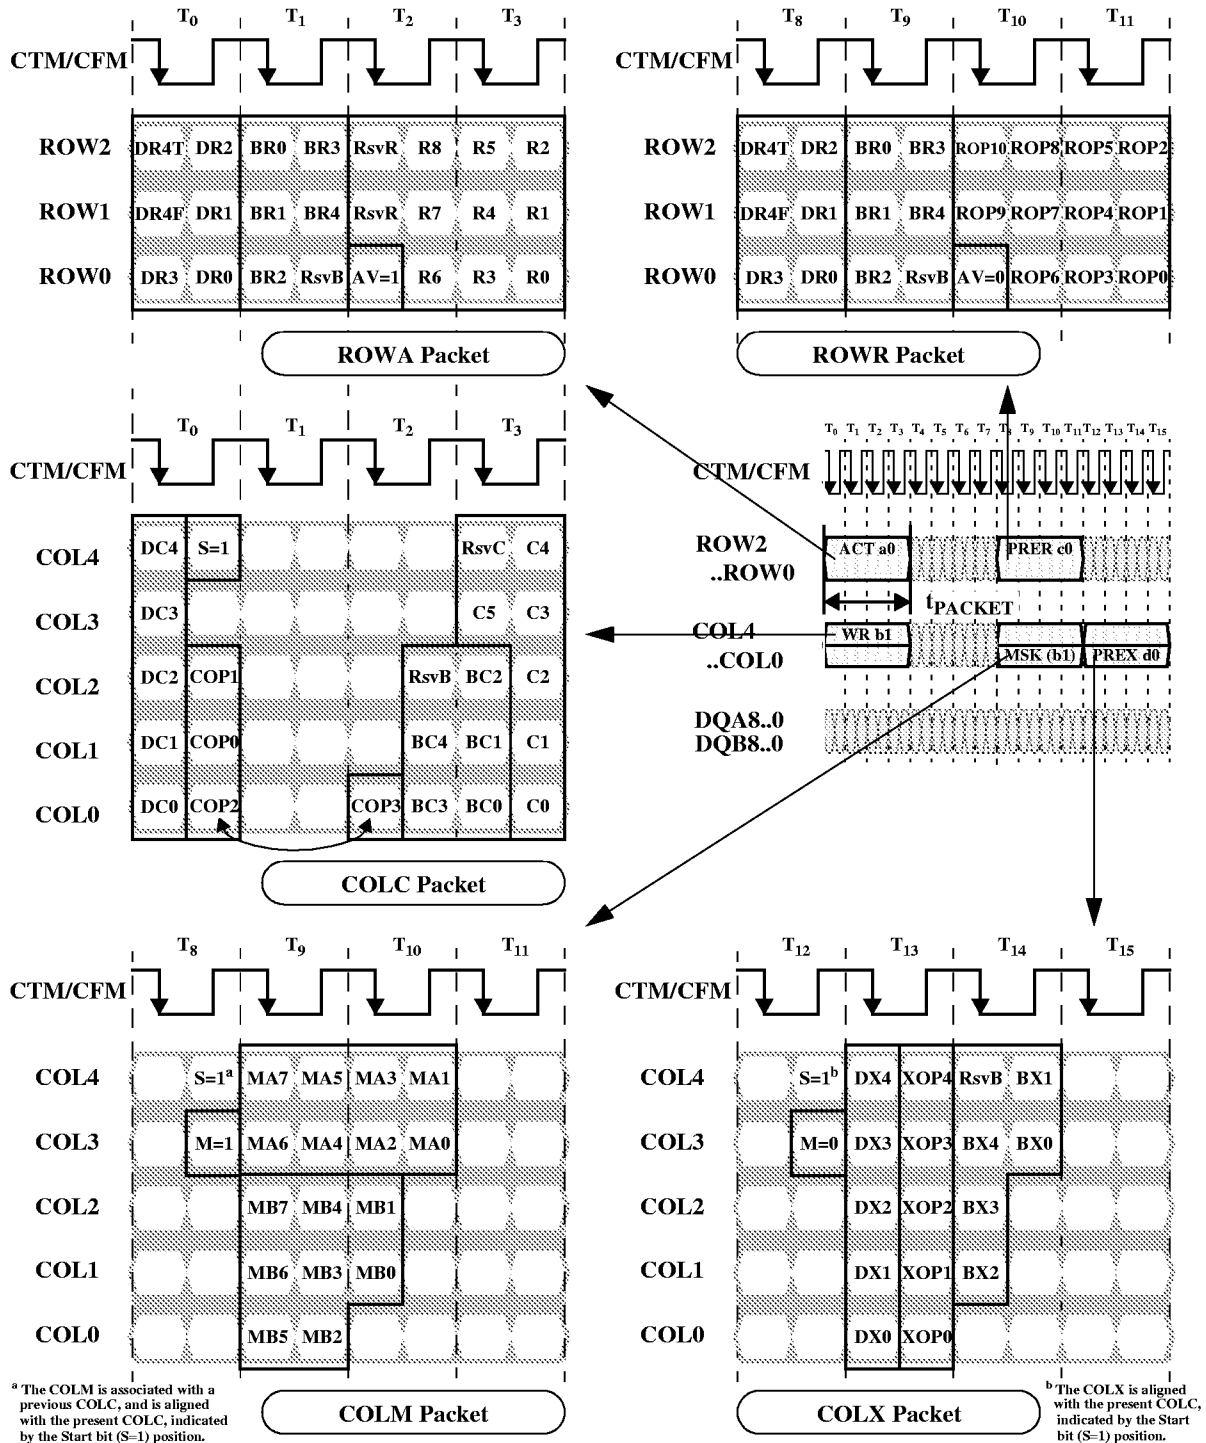 T0 T1 T2 T3
CTM/CFM
ROW2 DR4T DR2 BR0 BR3 RsvR R8 R5 R2
ROW1 DR4F DR1 BR1 BR4 RsvR R7 R4 R1
ROW0 DR3 DR0 BR2 RsvB AV=1 R6 R3 R0
ROWA Packet
T8 T9 T10 T11
CTM/CFM
ROW2 DR4T DR2 BR0 BR3 ROP10 ROP8 ROP5 ROP2
ROW1 DR4F DR1 BR1 BR4 ROP9 ROP7 ROP4 ROP1
ROW0 DR3 DR0 BR2 RsvB AV=0 ROP6 ROP3 ROP0
ROWR Packet
T0 T1 T2 T3
CTM/CFM
COL4 DC4 S=1 RsvC C4
COL3 DC3 C5 C3
COL2 DC2 COP1 RsvB BC2 C2
COL1 DC1 COP0 BC4 BC1 C1
COL0 DC0 COP2 COP3 BC3 BC0 C0
COLC Packet
T0 T1 T2 T3 T4 T5 T6 T7 T8 T9 T10 T11 T12 T13 T14 T15
CTM/CFM
ROW2 ACT a0 PRER c0
..ROW0
tPACKET
COL4 WR b1
..COL0 MSK (b1) PREX d0
DQA8..0
DQB8..0
T8 T9 T10 T11
CTM/CFM
COL4 S=1a MA7 MA5 MA3 MA1
COL3 M=1 MA6 MA4 MA2 MA0
COL2 MB7 MB4 MB1
COL1 MB6 MB3 MB0
COL0 MB5 MB2
COLM Packet
a The COLM is associated with a
previous COLC, and is aligned
with the present COLC, indicated
by the Start bit (S=1) position.
T12 T13 T14 T15
CTM/CFM
COL4 S=1b DX4 XOP4 RsvB BX1
COL3 M=0 DX3 XOP3 BX4 BX0
COL2 DX2 XOP2 BX3
COL1 DX1 XOP1 BX2
COL0 DX0 XOP0
COLX Packet
b The COLX is aligned
with the present COLC,
indicated by the Start
bit (S=1) position.